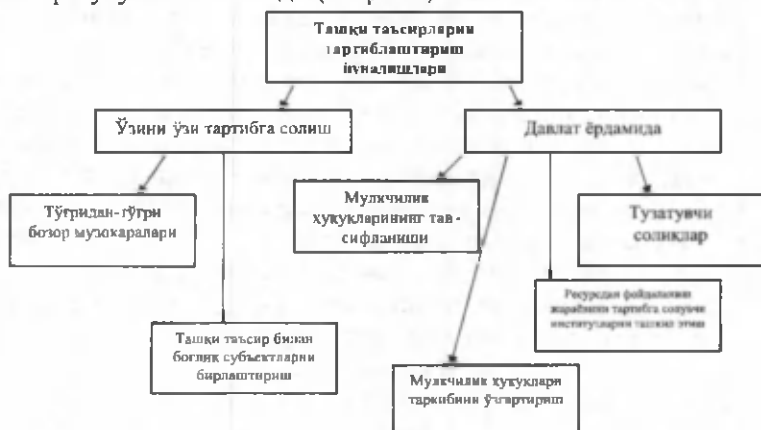 Ташқи таъсирларни
тартиблаштириш
йуналишлари
Ўзини ўзи тартибга солиш
Давлат ёрдамида
Тўғридан-тўғри
бозор музокаралари
Мулкчилик
ҳуқуқларининг тав-
сифланиши
Тузатувчи
солиқлар
Ташқи таъсир билан
боғлиқ субъектларни
бирлаштириш
Ресурсдан фойдаланиш
жараёнини тартибга солувчи
институтларни ташкил этиш
Мулкчилик ҳуқуқлари
таркибини ўзгартириш